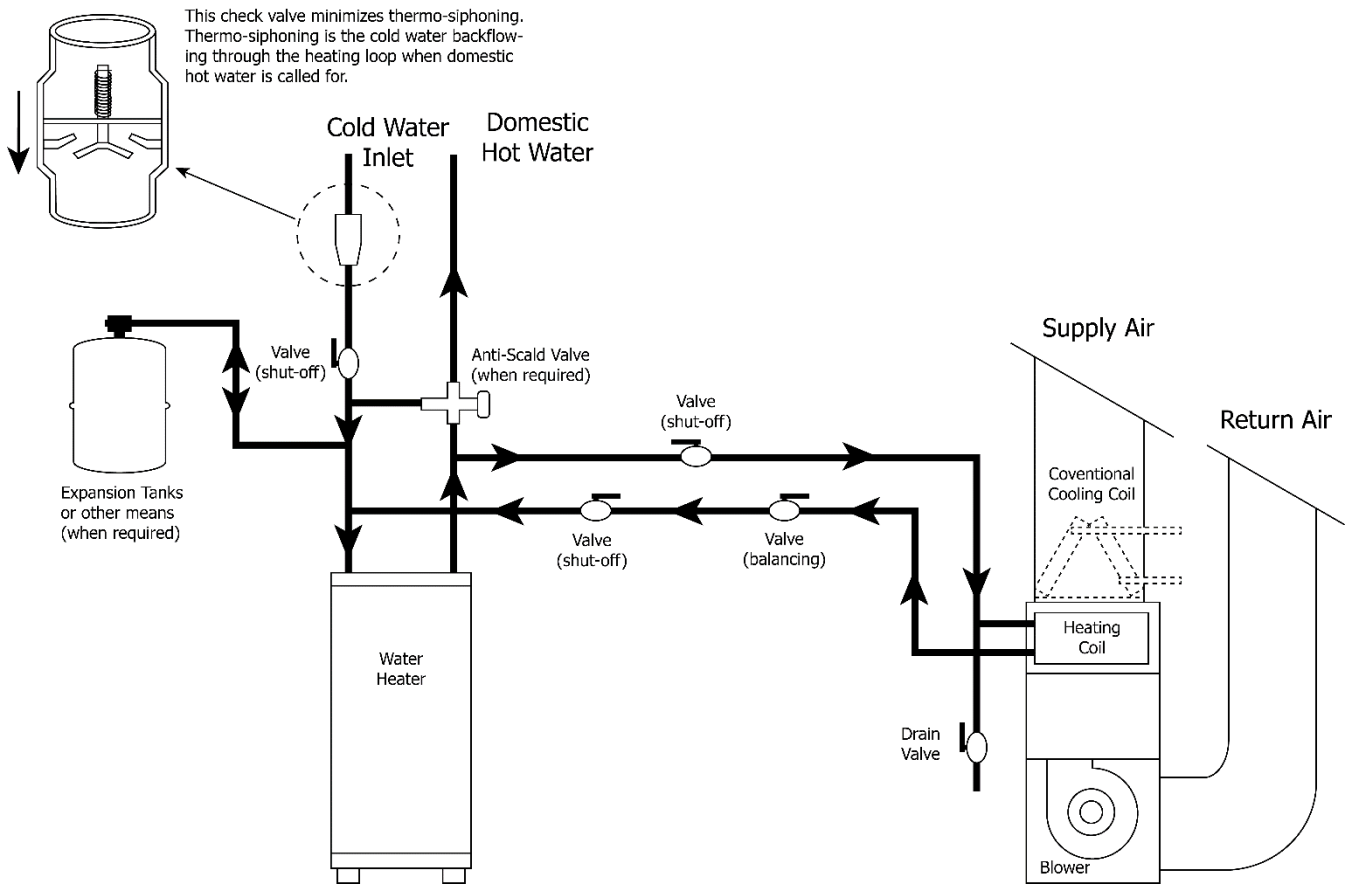 This check valve minimizes thermo-siphoning.
Thermo-siphoning is the cold water backflow-
ing through the heating loop when domestic
hot water is called for.
Cold Water
Inlet
Domestic
Hot Water
Supply Air
Return Air
Valve
(shut-off)
Anti-Scald Valve
(when required)
Valve
(shut-off)
Coventional
Cooling Coil
Expansion Tanks
or other means
(when required)
Valve
(shut-off)
Valve
(balancing)
Heating
Coil
Water
Heater
Drain
Valve
Blower